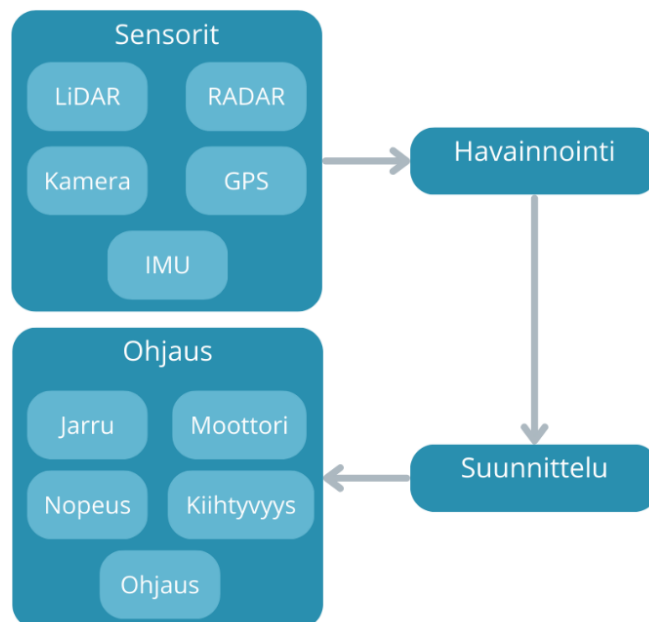 Sensorit
LiDAR
RADAR
Kamera
GPS
IMU
Havainnointi
Suunnittelu
Ohjaus
Jarru
Moottori
Nopeus
Kiihtyvyys
Ohjaus